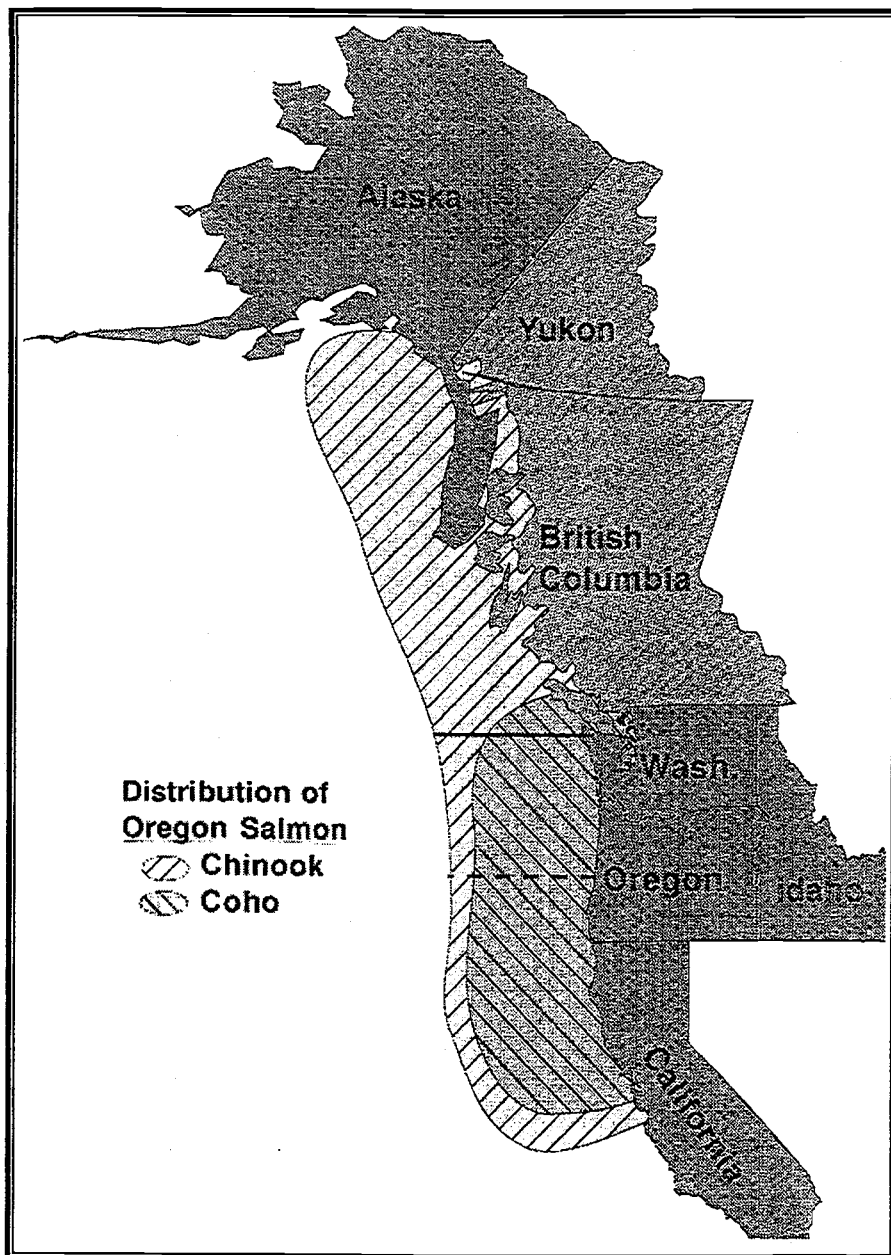 Alaska
Yukon
British
Columbia
Wash.
Distribution of
Oregon Salmon
Chinook
Coho
Oregon
Idaho
California